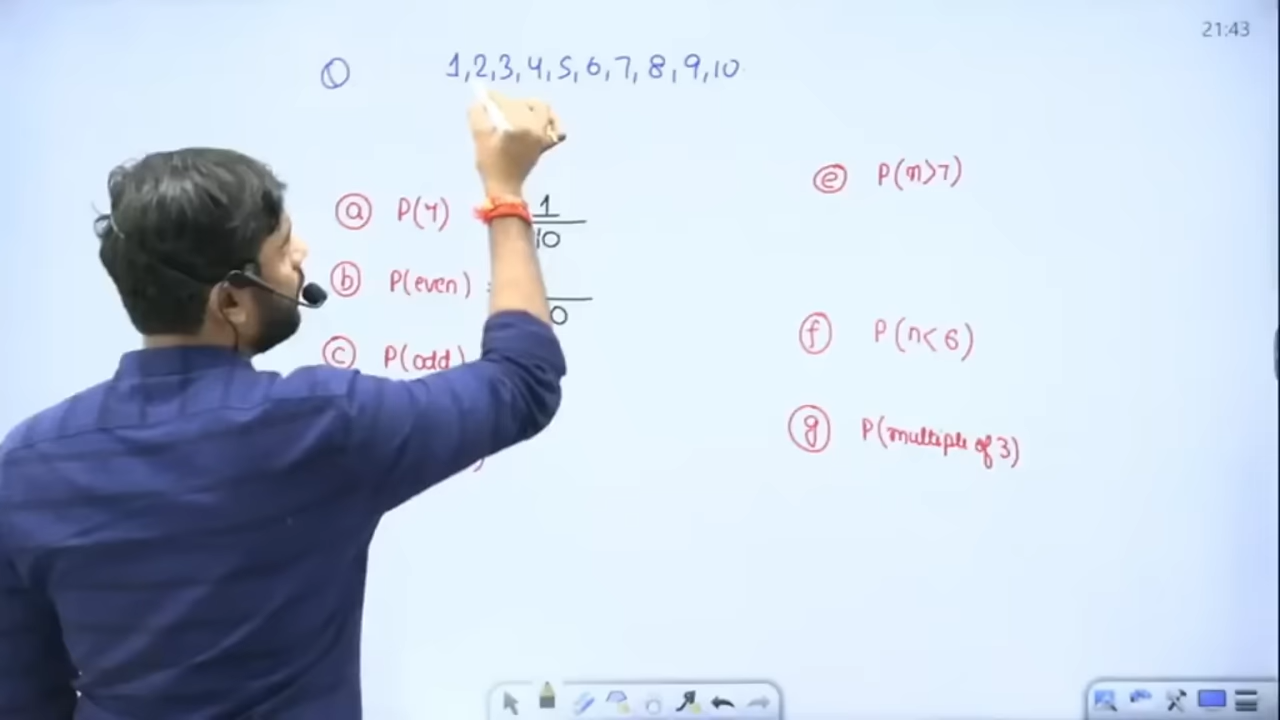 21:43
① 1,2,3,4,5,6,7,8,9,10
ⓐ P(4) 1/10
ⓑ P(even) =
ⓒ P(odd)
ⓔ P(n>7)
ⓕ P(n<6)
ⓖ P(multiple of 3)